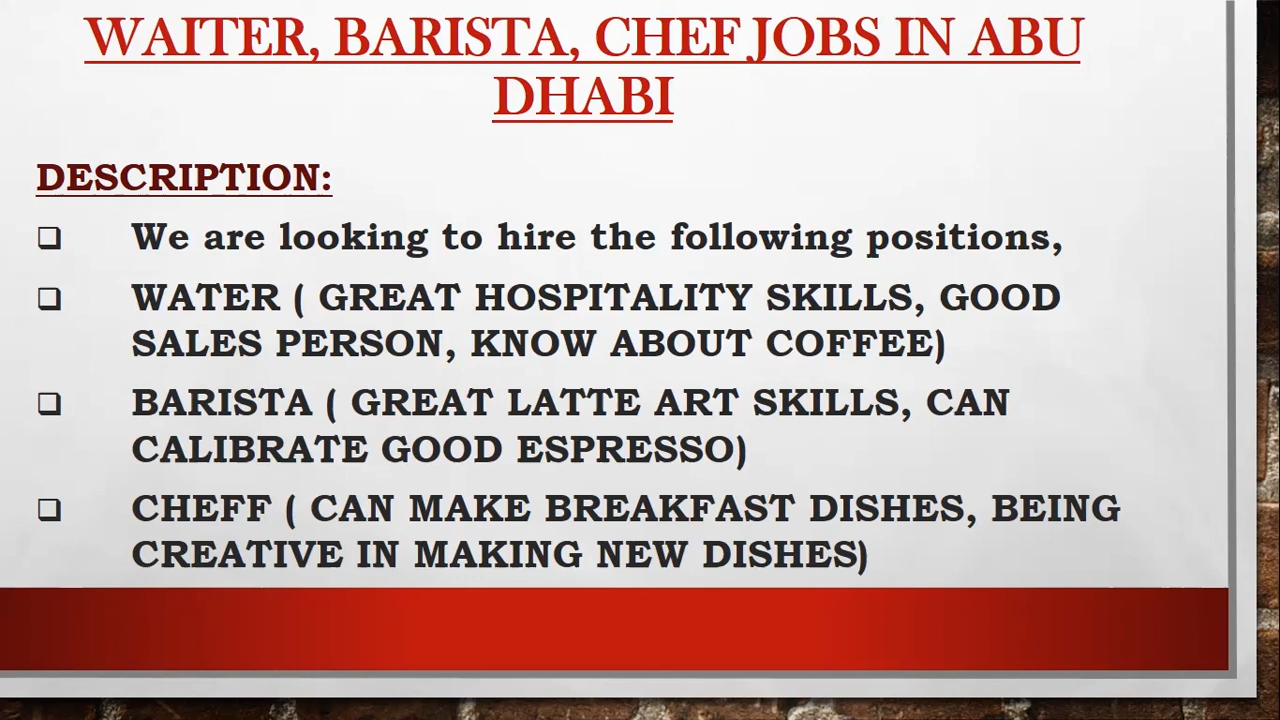 WAITER, BARISTA, CHEF JOBS IN ABU
DHABI
DESCRIPTION:
We are looking to hire the following positions,
WATER ( GREAT HOSPITALITY SKILLS, GOOD
SALES PERSON, KNOW ABOUT COFFEE)
BARISTA ( GREAT LATTE ART SKILLS, CAN
CALIBRATE GOOD ESPRESSO)
CHEFF ( CAN MAKE BREAKFAST DISHES, BEING
CREATIVE IN MAKING NEW DISHES)